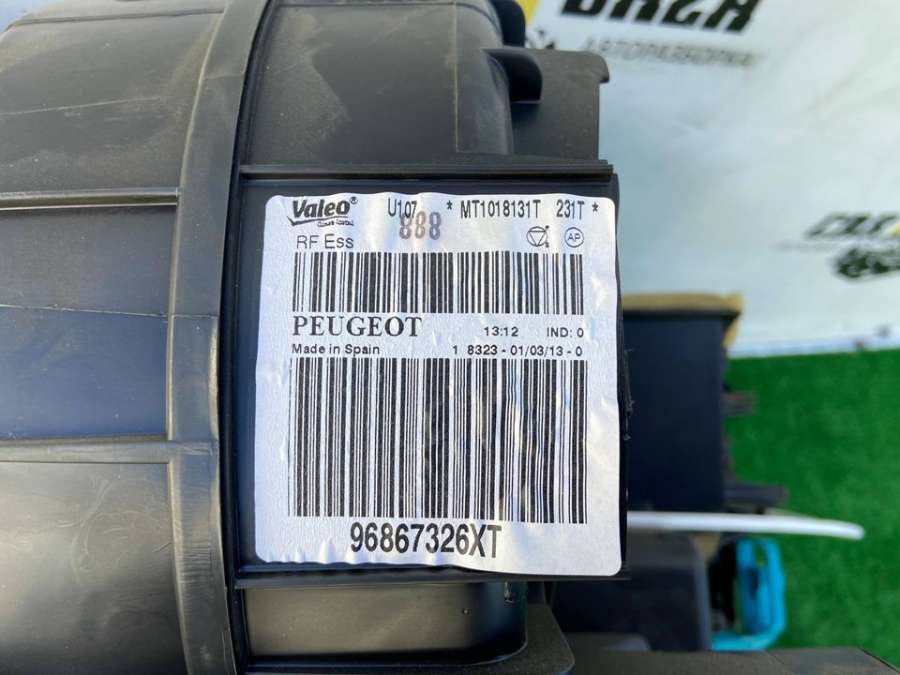 Valeo® U107 * MT1018131T 231T *
888
RF Ess AP
PEUGEOT 13:12 IND: 0
Made in Spain 1 8323 - 01/03/13 - 0
96867326XT